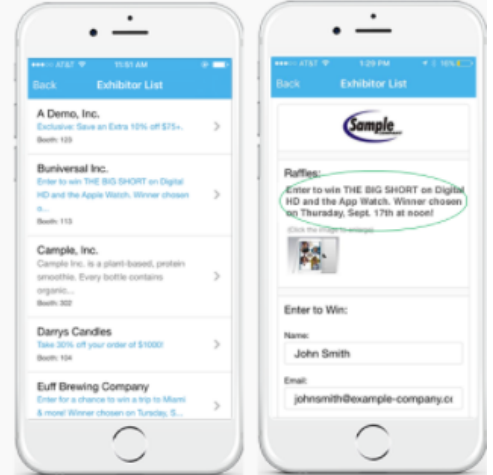 AT&T
11:51 AM
Back
Exhibitor List
A Demo, Inc.
Exclusive: Save an Extra 10% off $75+.
Booth: 123
Buniversal Inc.
Enter to win THE BIG SHORT on Digital
HD and the Apple Watch. Winner chosen
o...
Booth: 113
Cample, Inc.
Cample Inc. is a plant-based, protein
smoothie. Every bottle contains
organic...
Booth: 302
Darrys Candles
Take 30% off your order of $1000!
Booth: 104
Euff Brewing Company
Enter for a chance to win a trip to Miami
& more! Winner chosen on Tursday, S...
AT&T
1:29 PM
16%
Back
Exhibitor List
Sample
Raffles:
Enter to win THE BIG SHORT on Digital
HD and the App Watch. Winner chosen
on Thursday, Sept. 17th at noon!
(Click the image to enlarge)
Enter to Win:
Name:
John Smith
Email:
johnsmith@example-company.co